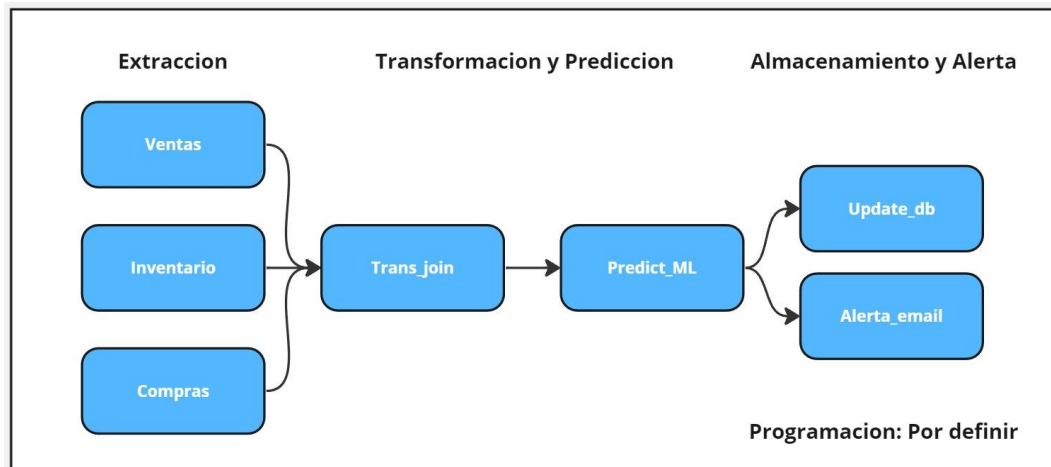 Extraccion
Transformacion y Prediccion
Almacenamiento y Alerta
Ventas
Inventario
Compras
Trans_join
Predict_ML
Update_db
Alerta_email
Programacion: Por definir